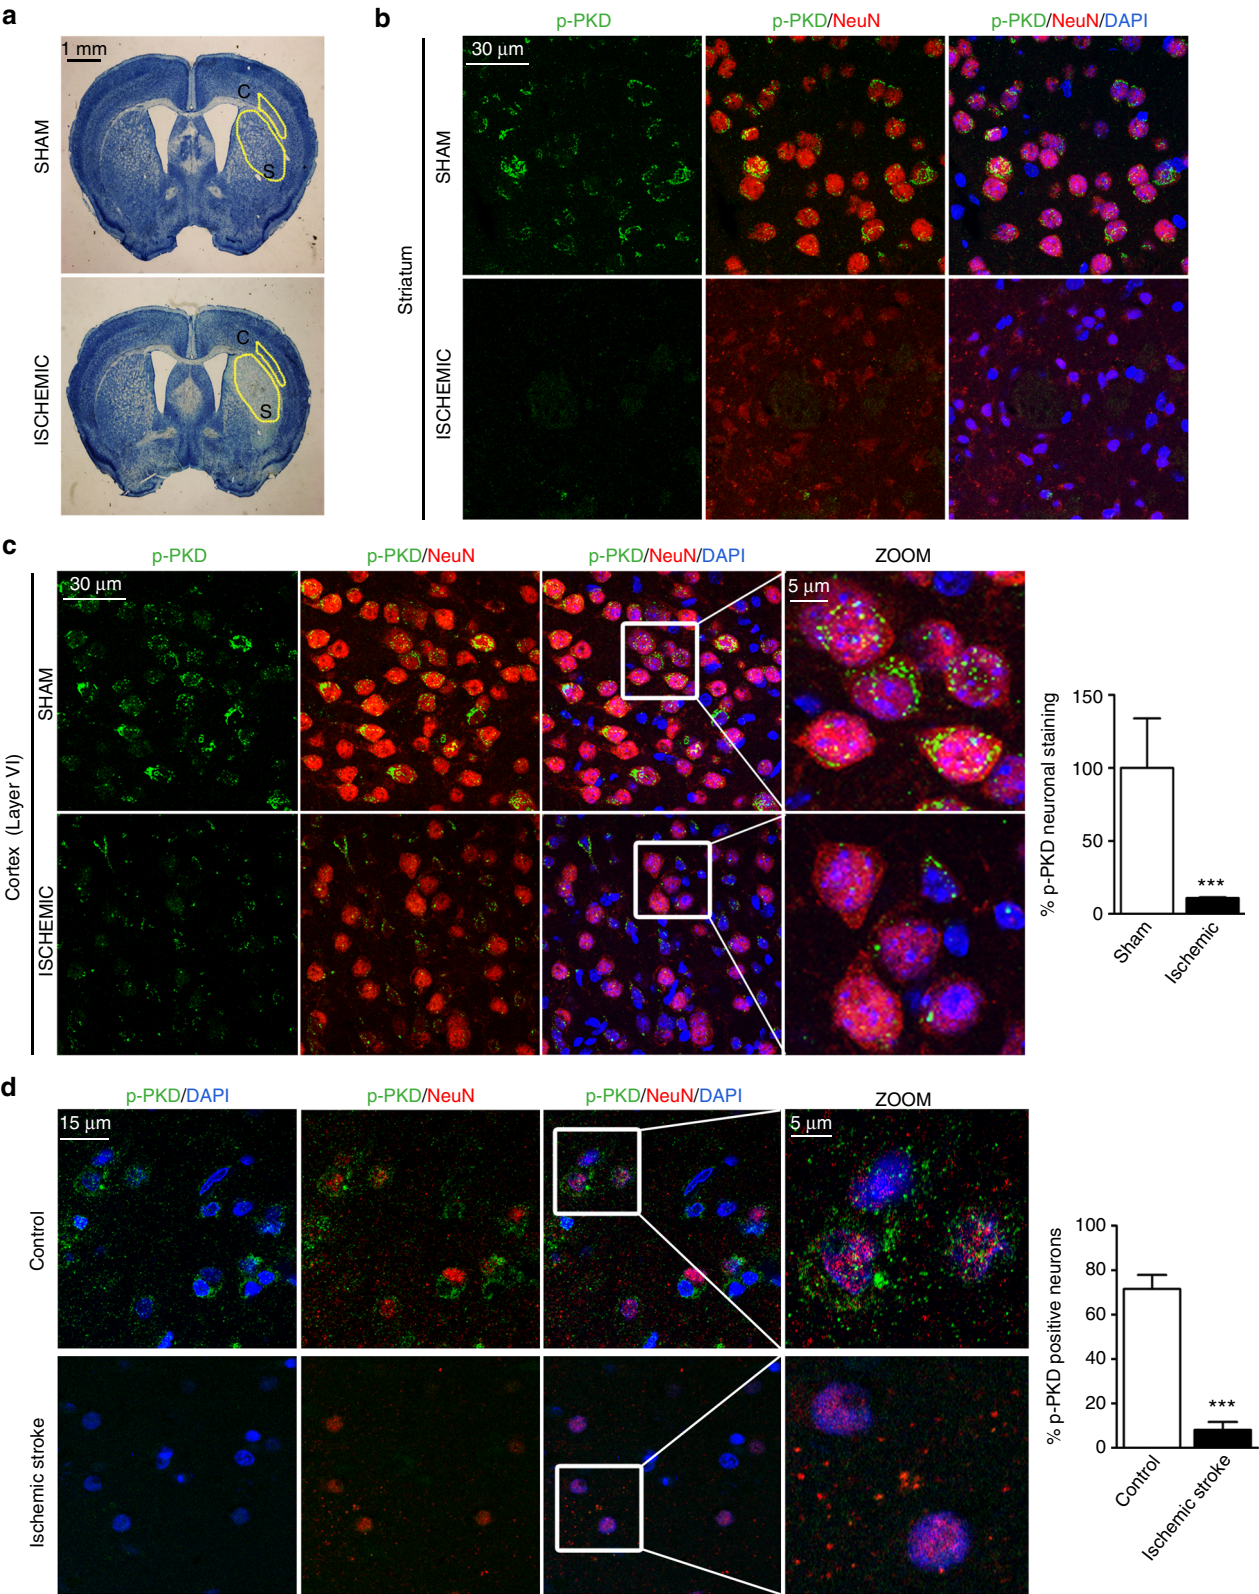 a
1 mm
C
S
SHAM
C
S
ISCHEMIC
b
p-PKD
p-PKD/NeuN
p-PKD/NeuN/DAPI
30 μm
SHAM
Striatum
ISCHEMIC
c
p-PKD
p-PKD/NeuN
p-PKD/NeuN/DAPI
ZOOM
30 μm
5 μm
SHAM
Cortex (Layer VI)
ISCHEMIC
% p-PKD neuronal staining
150
100
50
0
***
Sham
Ischemic
d
p-PKD/DAPI
p-PKD/NeuN
p-PKD/NeuN/DAPI
ZOOM
15 μm
5 μm
Control
Ischemic stroke
% p-PKD positive neurons
100
80
60
40
20
0
***
Control
Ischemic stroke